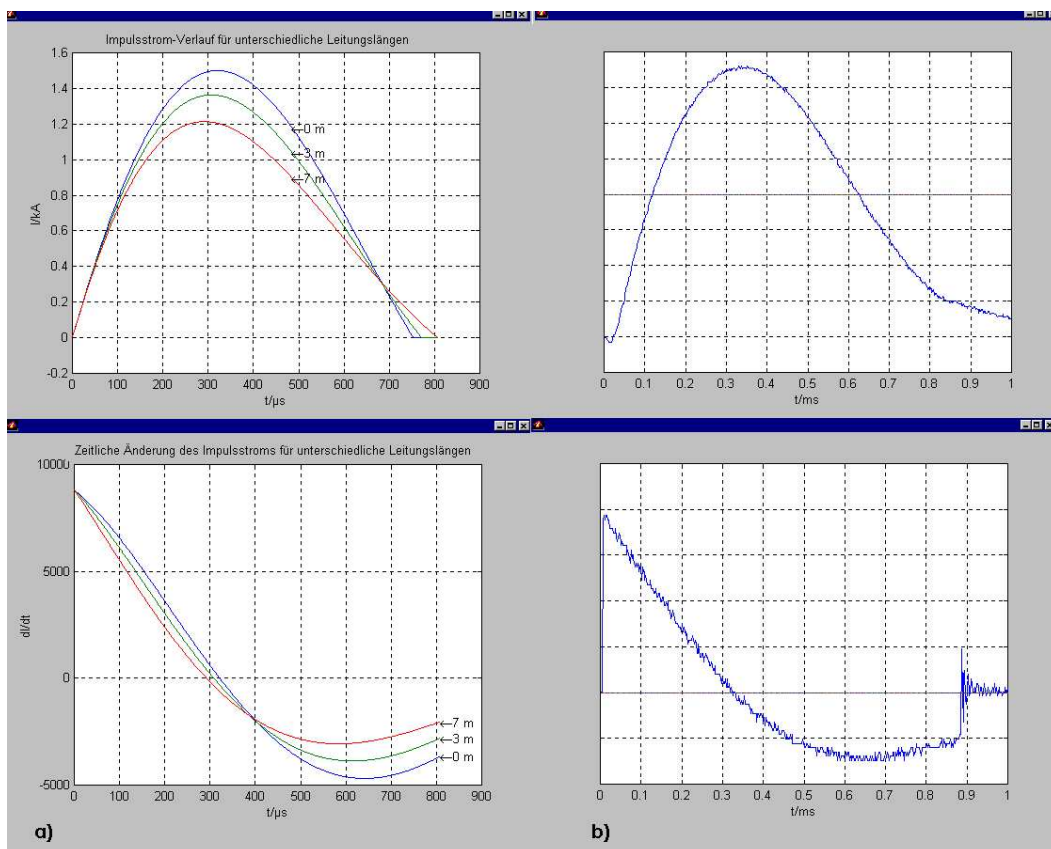 Impulsstrom-Verlauf für unterschiedliche Leitungslängen
1.6
1.4
1.2
1
0.8
0.6
0.4
0.2
0
-0.2
I/kA
←0 m
←3 m
←7 m
0 100 200 300 400 500 600 700 800 900
t/µs
0 0.1 0.2 0.3 0.4 0.5 0.6 0.7 0.8 0.9 1
t/ms
Zeitliche Änderung des Impulsstroms für unterschiedliche Leitungslängen
10000
5000
0
-5000
dI/dt
←7 m
←3 m
←0 m
0 100 200 300 400 500 600 700 800 900
t/µs
a)
0 0.1 0.2 0.3 0.4 0.5 0.6 0.7 0.8 0.9 1
t/ms
b)